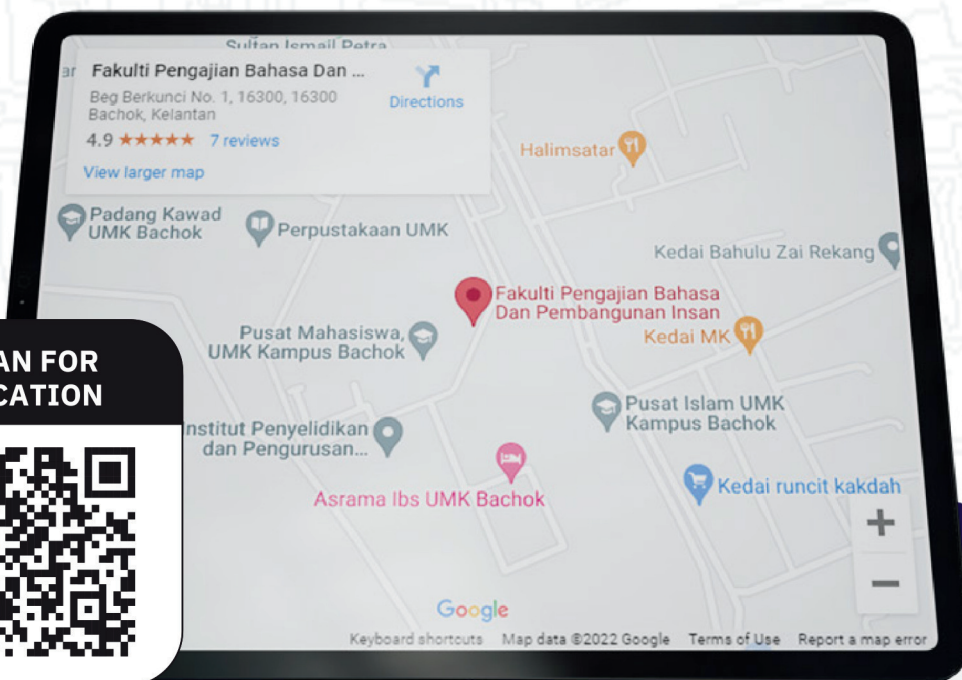 Sultan Ismail Petra
Fakulti Pengajian Bahasa Dan ...
Beg Berkunci No. 1, 16300, 16300
Bachok, Kelantan
Directions
4.9 ★★★★★ 7 reviews
View larger map
Halimsatar
Padang Kawad
UMK Bachok
Perpustakaan UMK
Kedai Bahulu Zai Rekang
Fakulti Pengajian Bahasa
Dan Pembangunan Insan
Kedai MK
Pusat Mahasiswa,
UMK Kampus Bachok
Pusat Islam UMK
Kampus Bachok
Institut Penyelidikan
dan Pengurusan...
Asrama Ibs UMK Bachok
Kedai runcit kakdah
+
−
Google
Keyboard shortcuts Map data ©2022 Google Terms of Use Report a map error
AN FOR
CATION